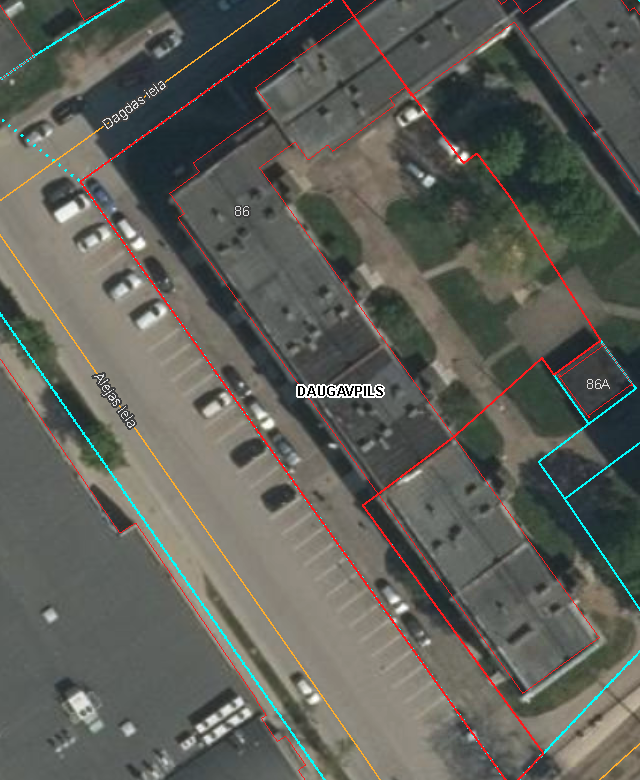 Dagdas iela
86
Alejas iela
DAUGAVPILS
86A